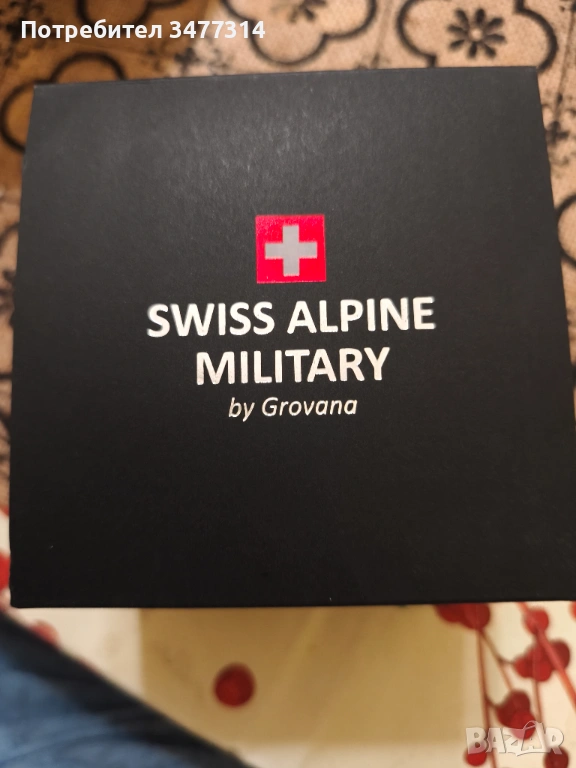 Потребител 3477314
SWISS ALPINE
MILITARY
by Grovana
BAZAR